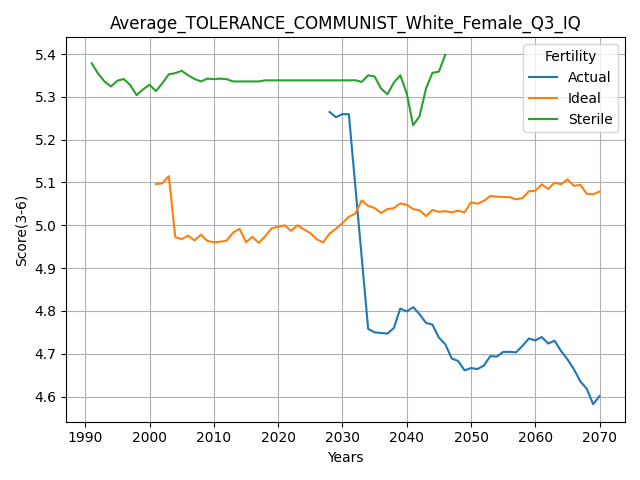 Average_TOLERANCE_COMMUNIST_White_Female_Q3_IQ
Score(3-6)
5.4
5.3
5.2
5.1
5.0
4.9
4.8
4.7
4.6
Fertility
Actual
Ideal
Sterile
1990 2000 2010 2020 2030 2040 2050 2060 2070
Years